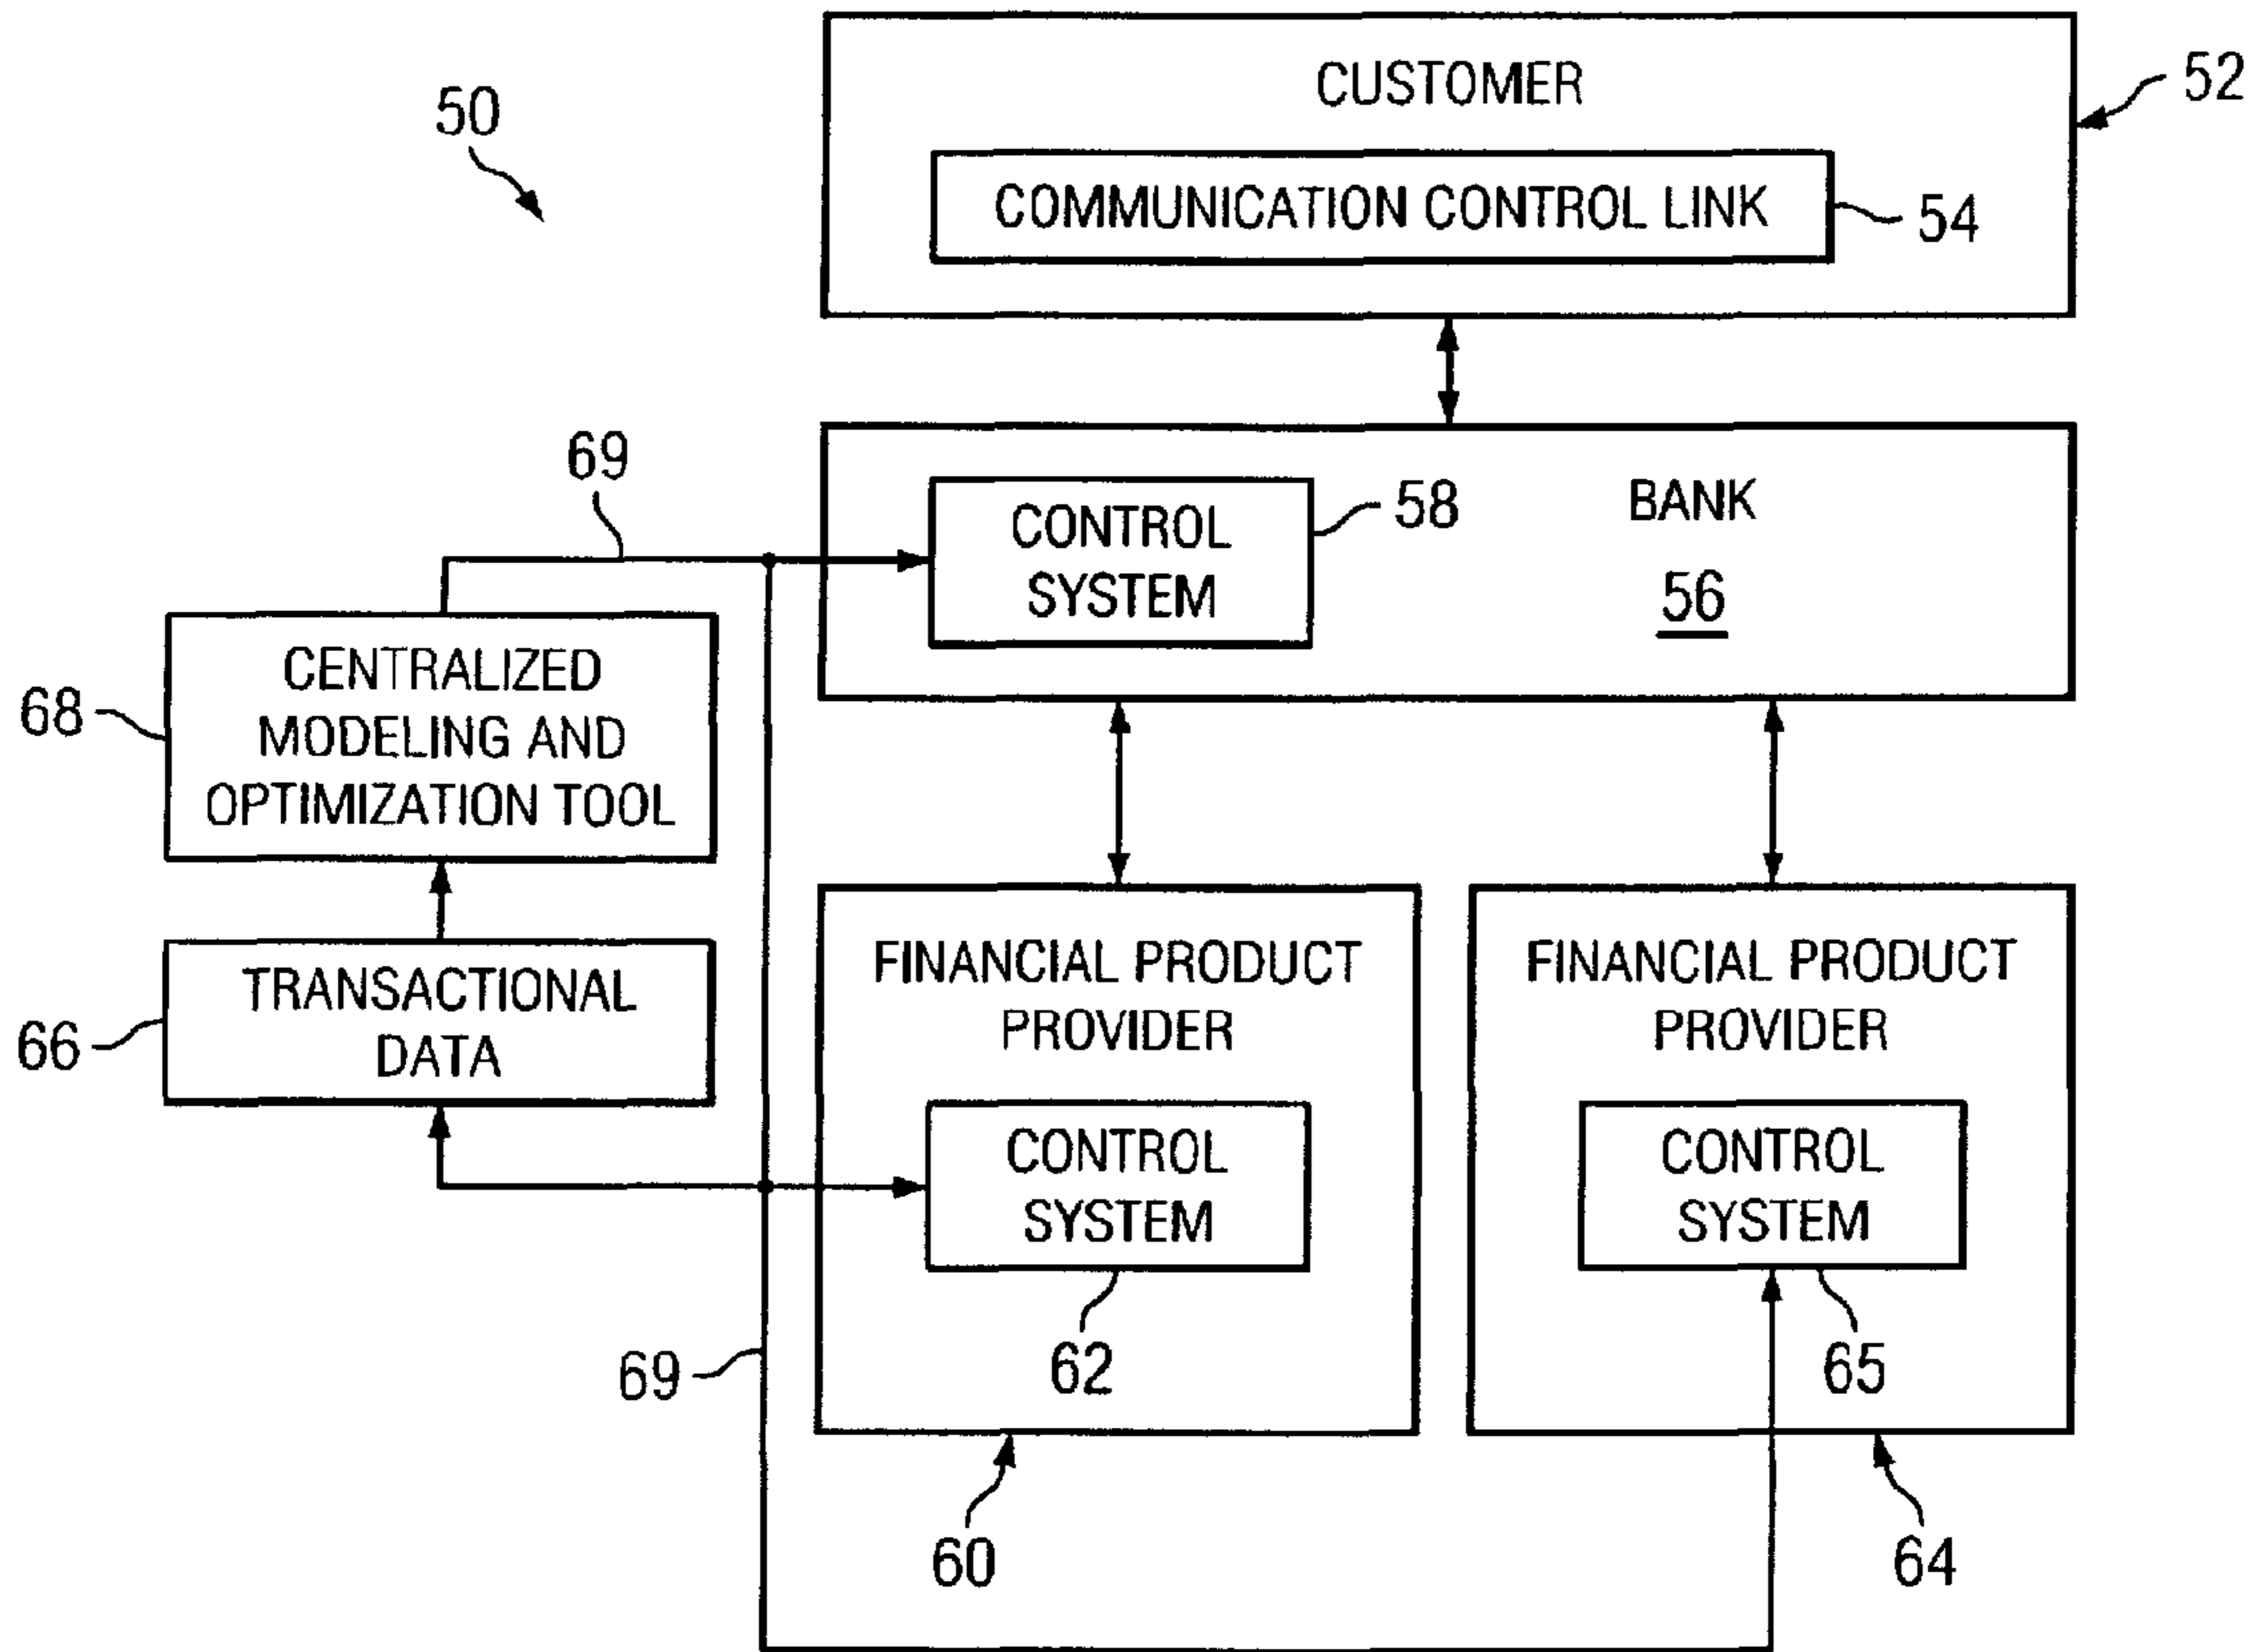 50
CUSTOMER
52
COMMUNICATION CONTROL LINK
54
69
CONTROL
SYSTEM
58
BANK
56
68
CENTRALIZED
MODELING AND
OPTIMIZATION TOOL
66
TRANSACTIONAL
DATA
FINANCIAL PRODUCT
PROVIDER
CONTROL
SYSTEM
62
60
FINANCIAL PRODUCT
PROVIDER
CONTROL
SYSTEM
65
64
69